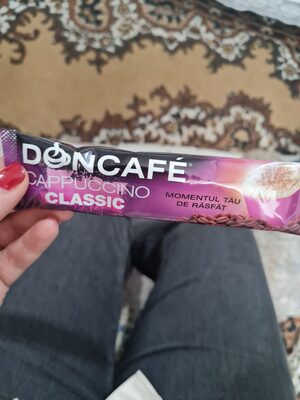 DONCAFÉ
CAPPUCCINO
CLASSIC
MOMENTUL TĂU
DE RĂSFĂȚ